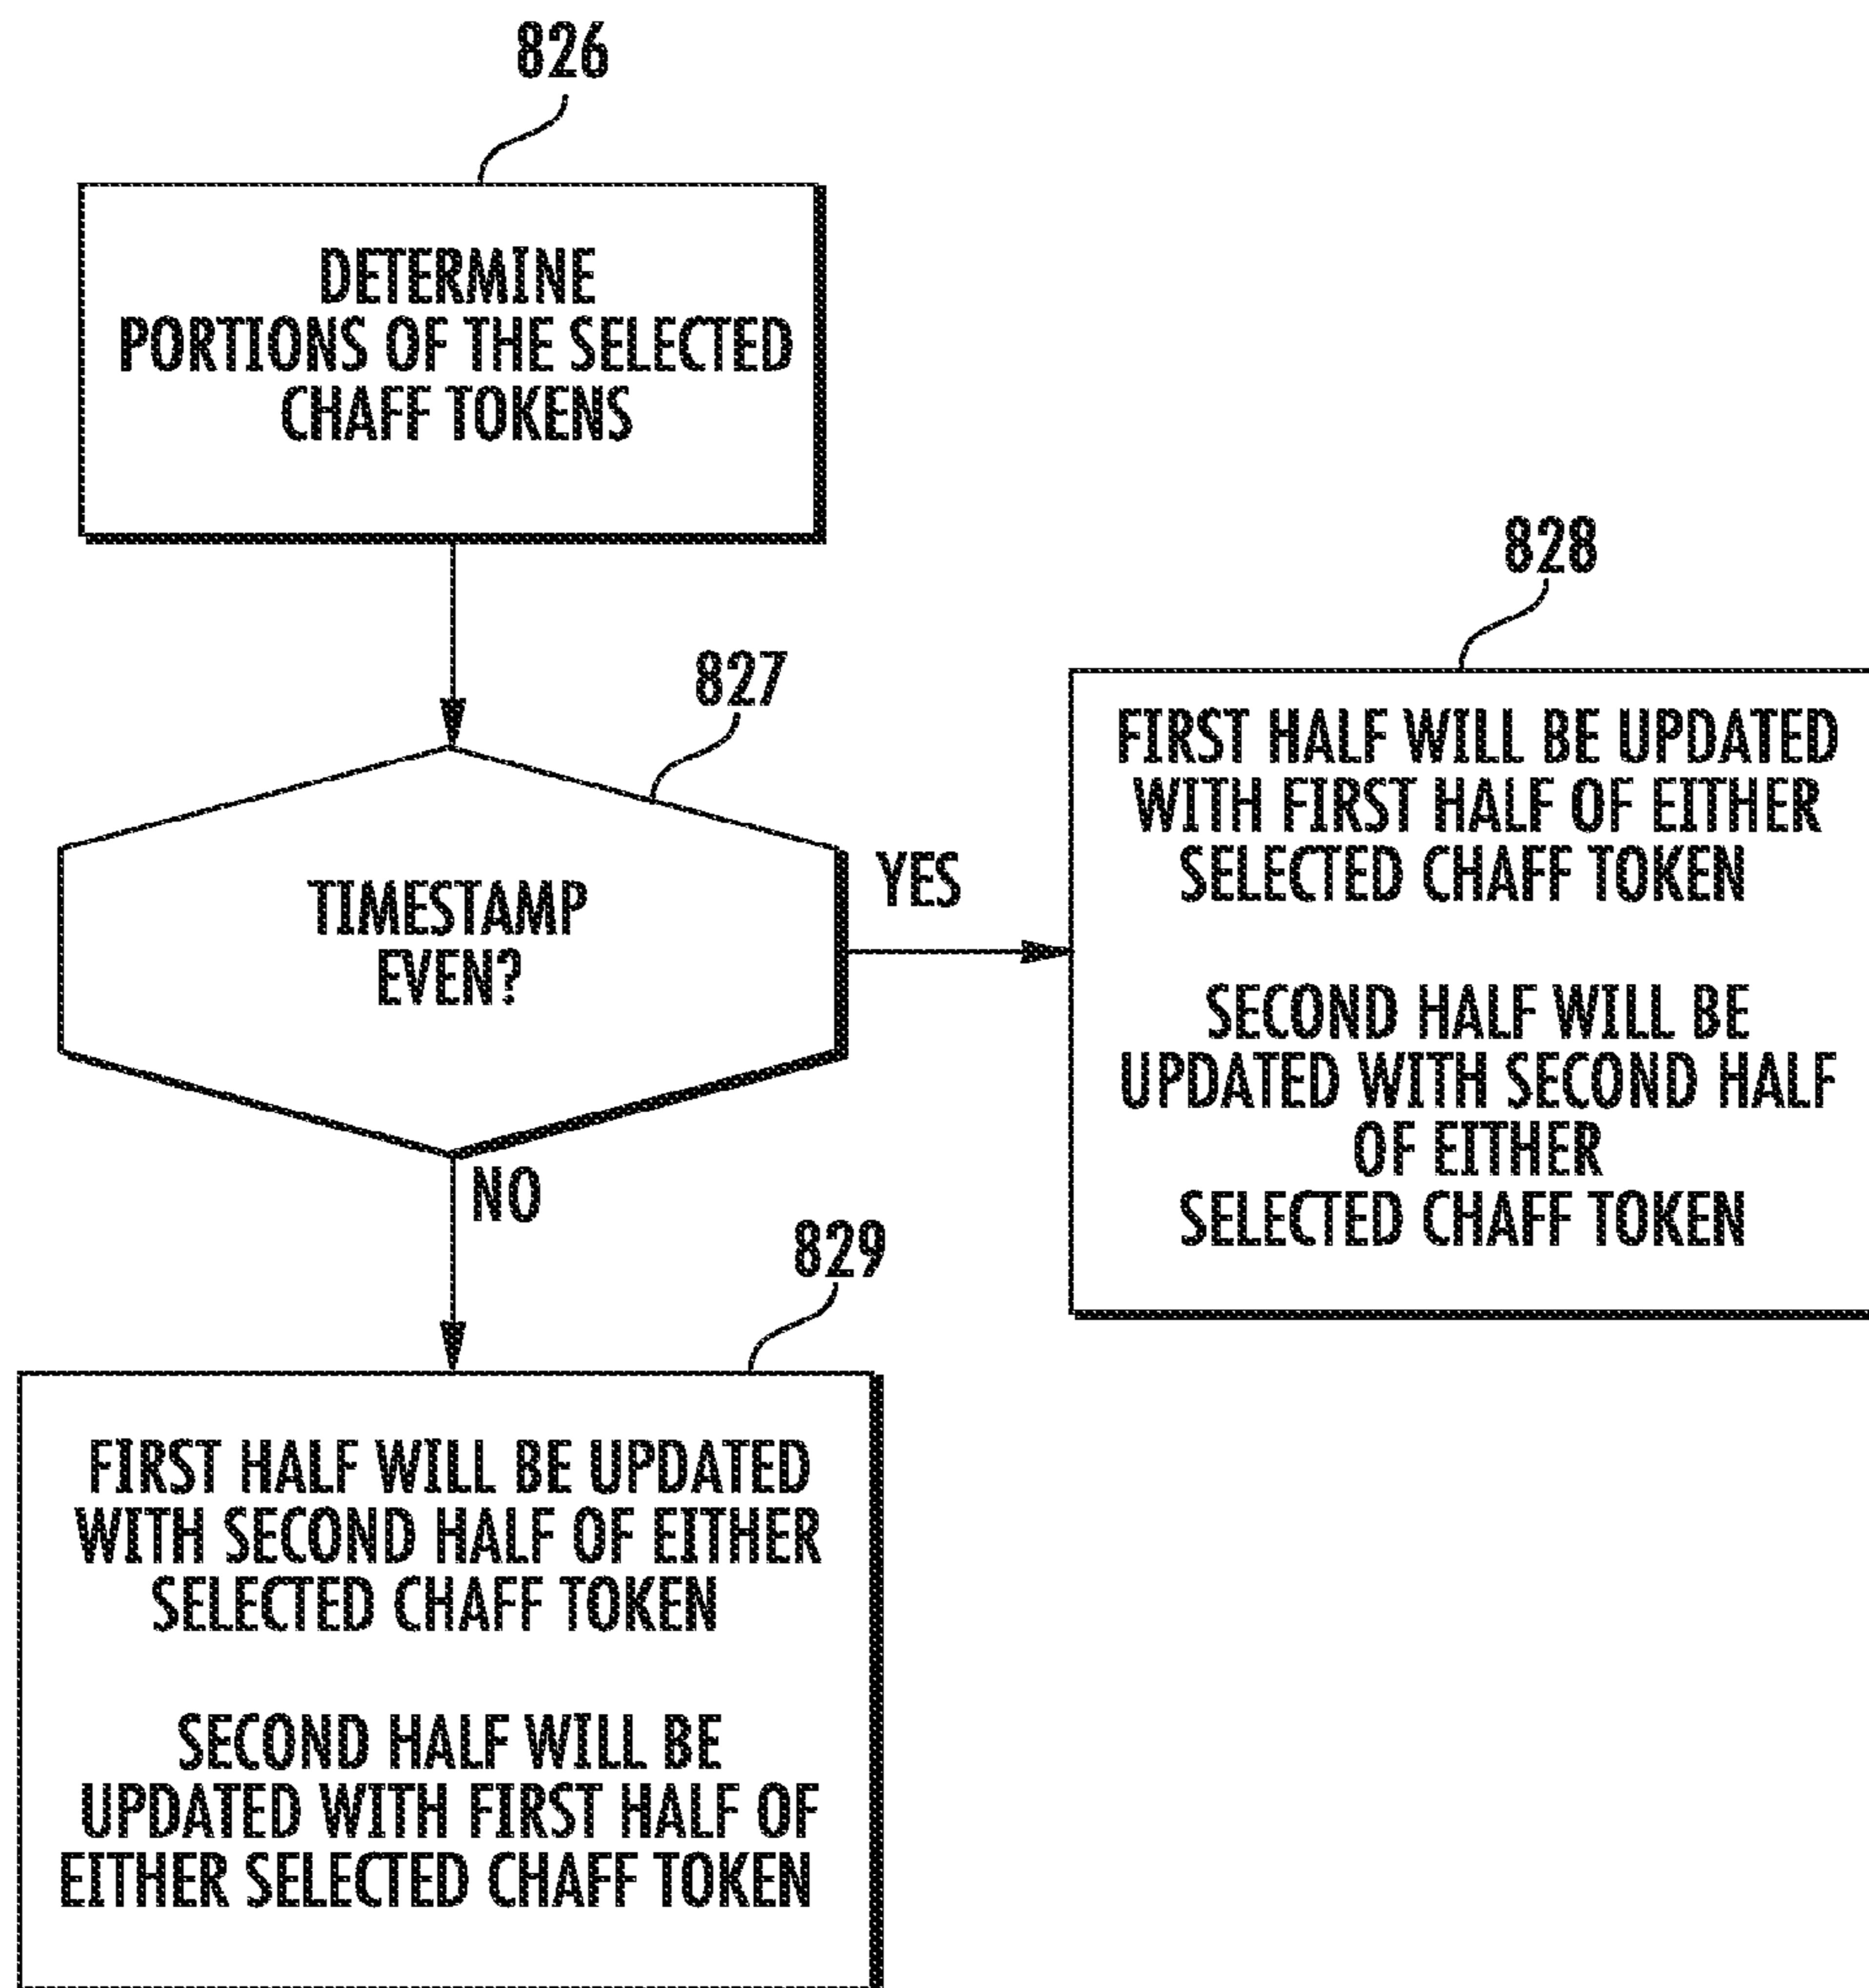 826
DETERMINE
PORTIONS OF THE SELECTED
CHAFF TOKENS
827
TIMESTAMP
EVEN?
YES
828
FIRST HALF WILL BE UPDATED
WITH FIRST HALF OF EITHER
SELECTED CHAFF TOKEN
SECOND HALF WILL BE
UPDATED WITH SECOND HALF
OF EITHER
SELECTED CHAFF TOKEN
NO
829
FIRST HALF WILL BE UPDATED
WITH SECOND HALF OF EITHER
SELECTED CHAFF TOKEN
SECOND HALF WILL BE
UPDATED WITH FIRST HALF OF
EITHER SELECTED CHAFF TOKEN